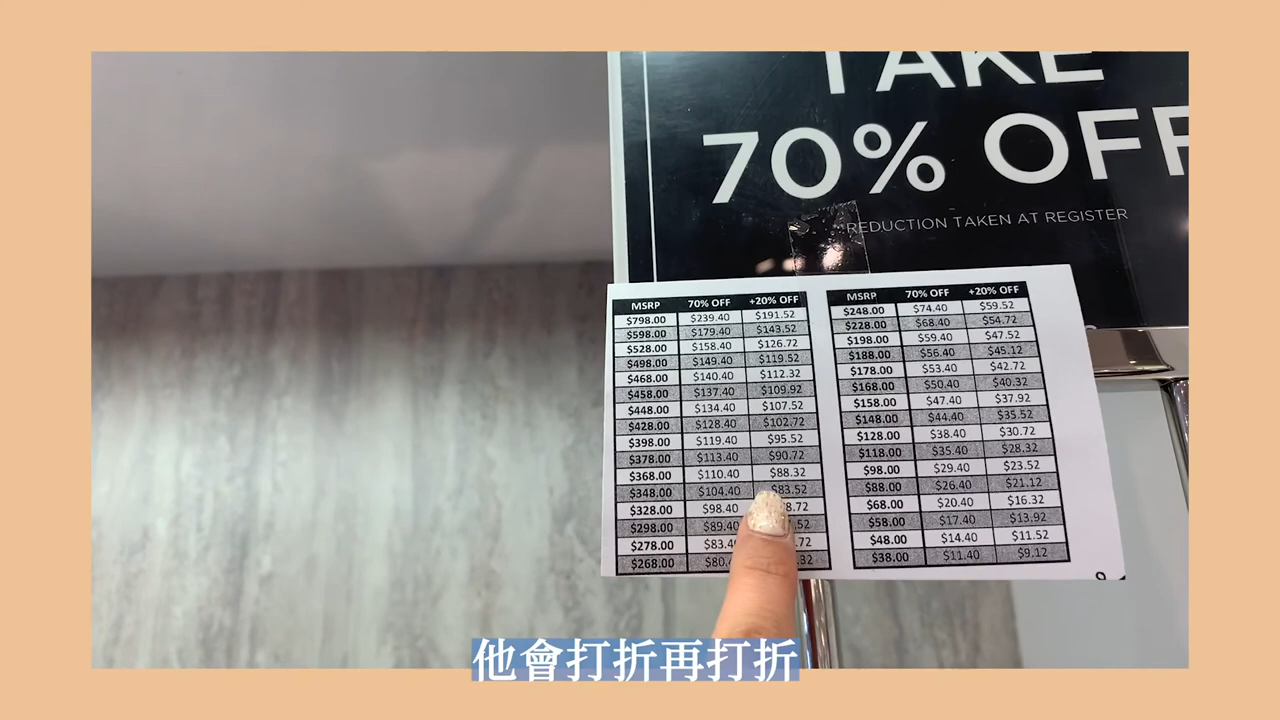 TAKE
70% OFF
REDUCTION TAKEN AT REGISTER
MSRP 70% OFF +20% OFF
$798.00 $239.40 $191.52
$598.00 $179.40 $143.52
$528.00 $158.40 $126.72
$498.00 $149.40 $119.52
$468.00 $140.40 $112.32
$458.00 $137.40 $109.92
$448.00 $134.40 $107.52
$428.00 $128.40 $102.72
$398.00 $119.40 $95.52
$378.00 $113.40 $90.72
$368.00 $110.40 $88.32
$348.00 $104.40 $83.52
$328.00 $98.40 8.72
$298.00 $89.40 .52
$278.00 $83.40 .72
$268.00 $80. .32
MSRP 70% OFF +20% OFF
$248.00 $74.40 $59.52
$228.00 $68.40 $54.72
$198.00 $59.40 $47.52
$188.00 $56.40 $45.12
$178.00 $53.40 $42.72
$168.00 $50.40 $40.32
$158.00 $47.40 $37.92
$148.00 $44.40 $35.52
$128.00 $38.40 $30.72
$118.00 $35.40 $28.32
$98.00 $29.40 $23.52
$88.00 $26.40 $21.12
$68.00 $20.40 $16.32
$58.00 $17.40 $13.92
$48.00 $14.40 $11.52
$38.00 $11.40 $9.12
他會打折再打折